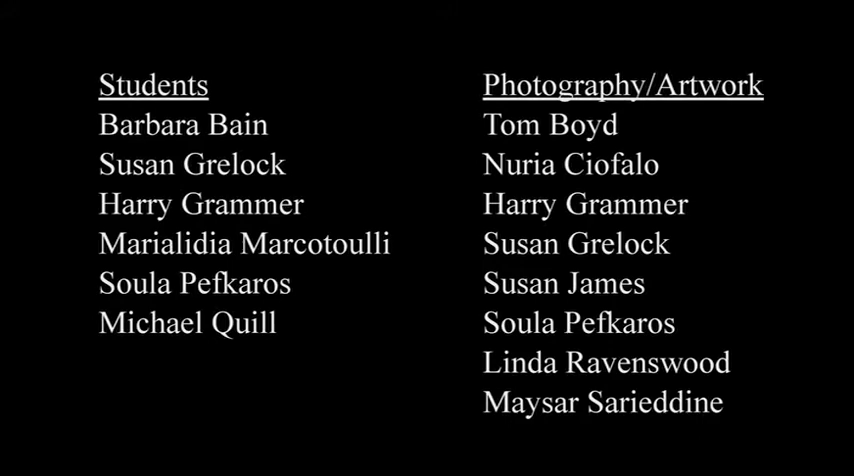 Students
Barbara Bain
Susan Grelock
Harry Grammer
Marialidia Marcotoulli
Soula Pefkaros
Michael Quill
Photography/Artwork
Tom Boyd
Nuria Ciofalo
Harry Grammer
Susan Grelock
Susan James
Soula Pefkaros
Linda Ravenswood
Maysar Sarieddine